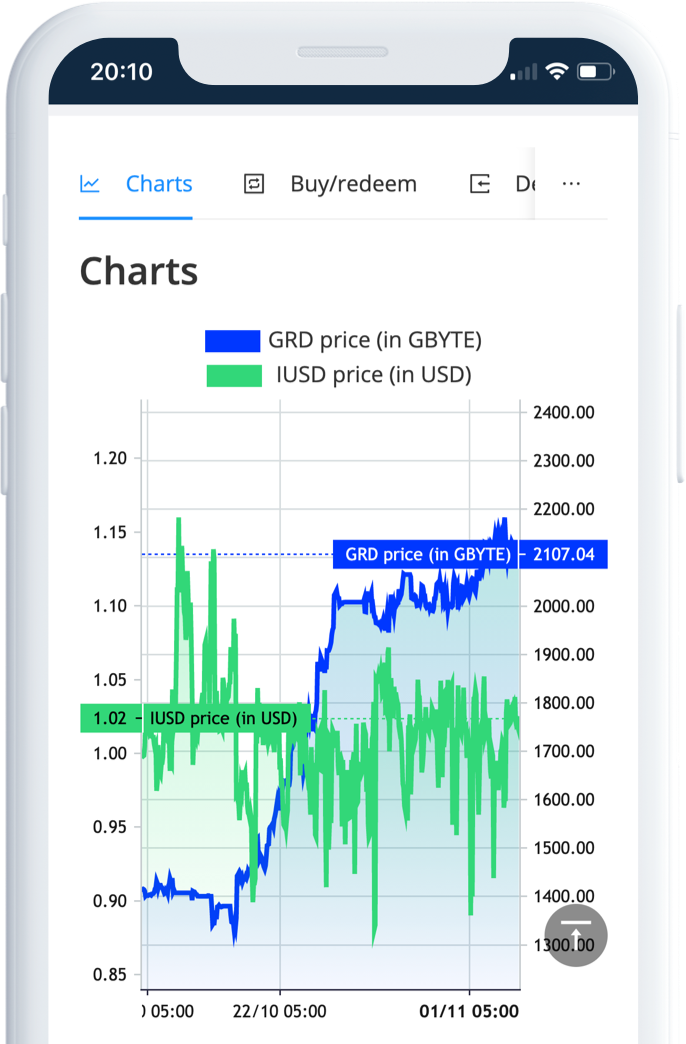 20:10
Charts Buy/redeem ...
Charts
GRD price (in GBYTE)
IUSD price (in USD)
2400.00
1.20 2300.00
2200.00
1.15
GRD price (in GBYTE) 2107.04
1.10 2000.00
1900.00
1.05
1800.00
1.02 IUSD price (in USD)
1.00 1700.00
1600.00
0.95
1500.00
0.90 1400.00
1300.00
0.85
05:00 22/10 05:00 01/11 05:00